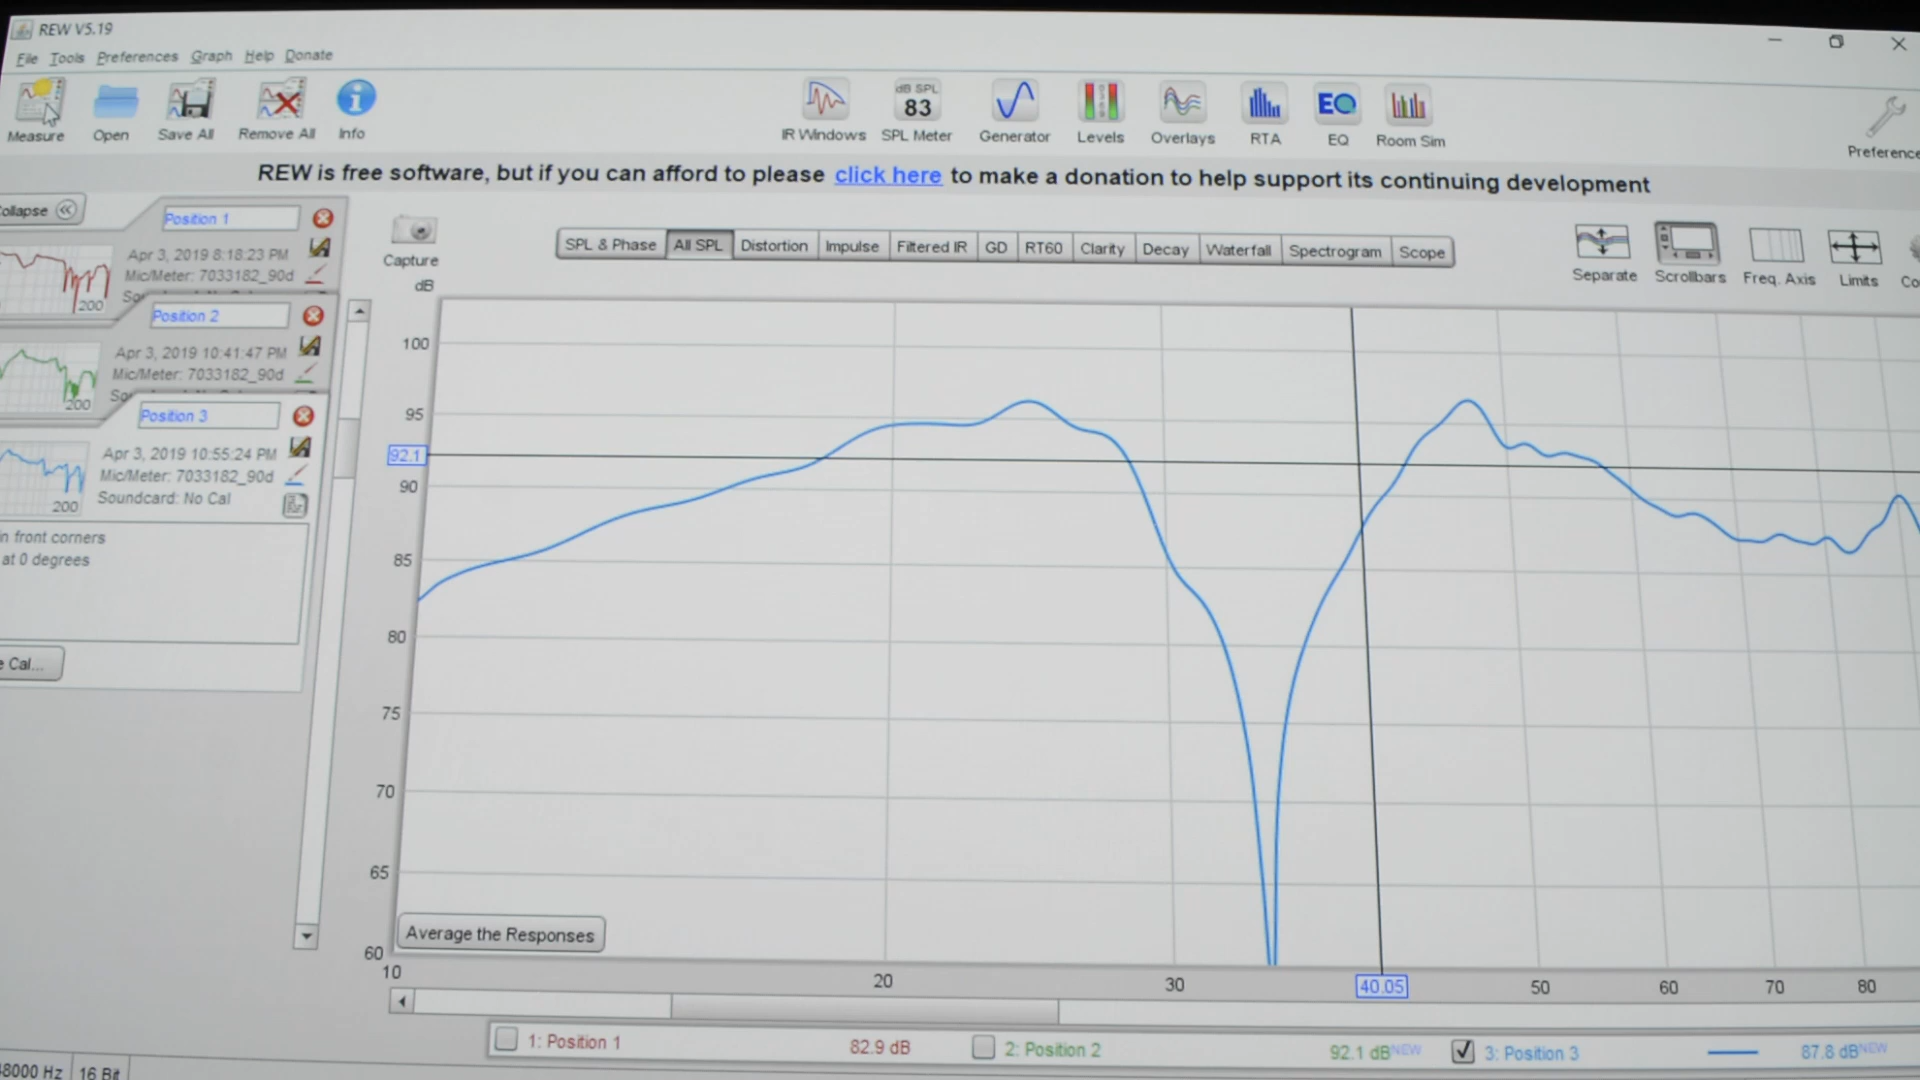 REW V5.19
File Tools Preferences Graph Help Donate
Measure Open Save All Remove All Info
IR Windows
dB SPL
83
SPL Meter
Generator Levels Overlays RTA
EQ
EQ
Room Sim
Preference
REW is free software, but if you can afford to please click here to make a donation to help support its continuing development
ollapse
Position 1
Apr 3, 2019 8:18:23 PM
Mic/Meter: 7033182_90d
So
200
Position 2
Apr 3, 2019 10:41:47 PM
Mic/Meter: 7033182_90d
So
200
Position 3
Apr 3, 2019 10:55:24 PM
Mic/Meter: 7033182_90d
Soundcard: No Cal
200
in front corners
at 0 degrees
e Cal...
Capture
SPL & Phase All SPL Distortion Impulse Filtered IR GD RT60 Clarity Decay Waterfall Spectrogram Scope
Separate Scrollbars Freq. Axis Limits Co
dB
100
95
92.1
90
85
80
75
70
65
60
Average the Responses
10 20 30 40.05 50 60 70 80
1: Position 1 82.9 dB 2: Position 2 92.1 dB NEW 3: Position 3 87.8 dB NEW
8000 Hz 16 Bit